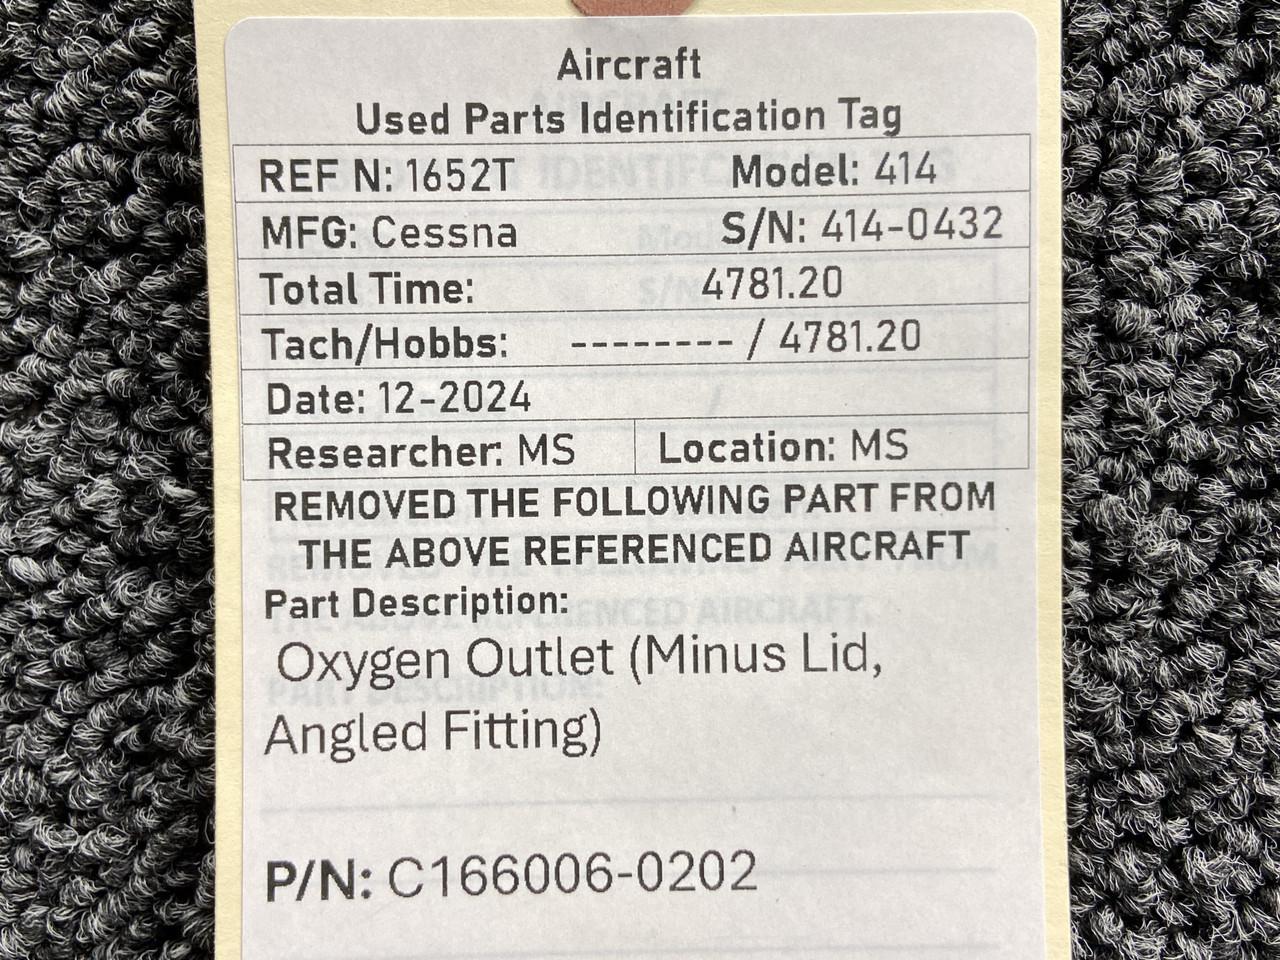 Aircraft
Used Parts Identification Tag
REF N: 1652T Model: 414
MFG: Cessna S/N: 414-0432
Total Time: 4781.20
Tach/Hobbs: -------- / 4781.20
Date: 12-2024
Researcher: MS Location: MS
REMOVED THE FOLLOWING PART FROM
THE ABOVE REFERENCED AIRCRAFT
Part Description:
Oxygen Outlet (Minus Lid,
Angled Fitting)
P/N: C166006-0202